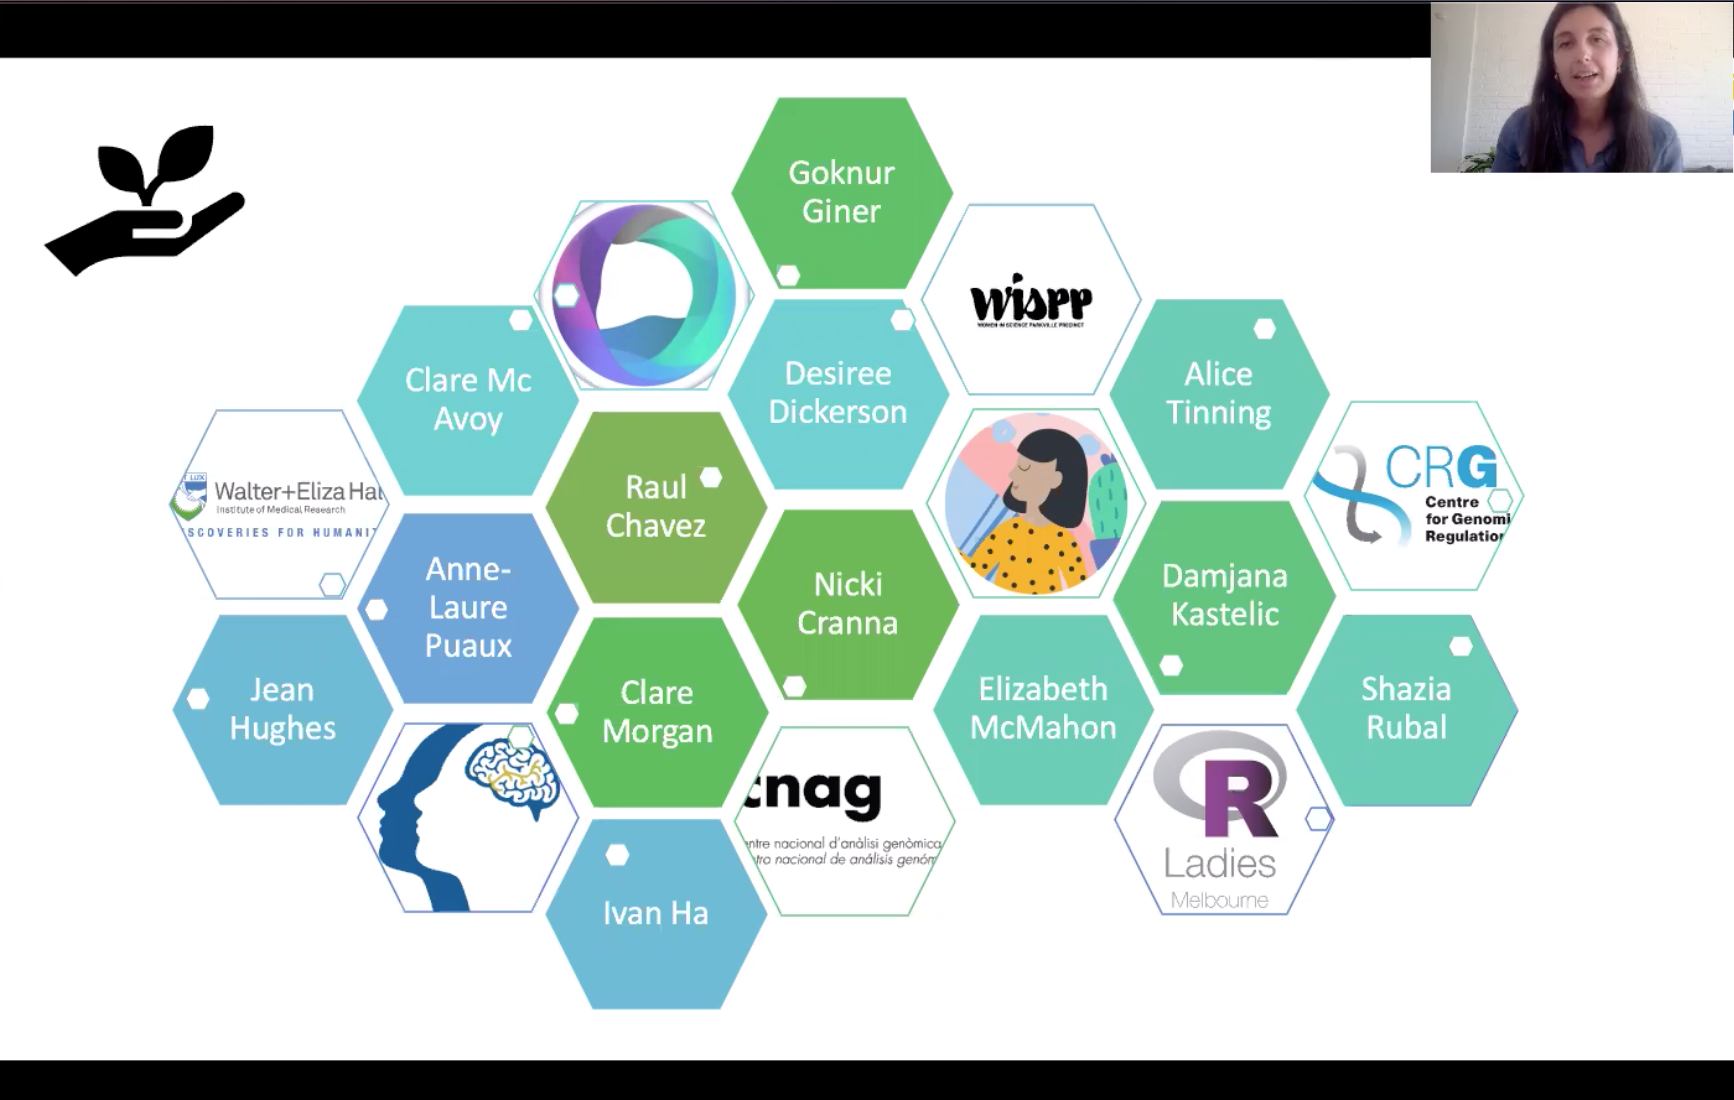 Goknur
Giner
wispp
WOMEN IN SCIENCE PARKVILLE PRECINCT
Clare Mc
Avoy
Desiree
Dickerson
Alice
Tinning
Walter+Eliza Hal
Institute of Medical Research
SCOVERIES FOR HUMANIT
Raul
Chavez
CRG
Centre
for Genomi
Regulation
Anne-
Laure
Puaux
Nicki
Cranna
Damjana
Kastelic
Jean
Hughes
Clare
Morgan
Elizabeth
McMahon
Shazia
Rubal
cnag
entre nacional d'anàlisi genòmica
tro nacional de análisis genóm
R
Ladies
Melbourne
Ivan Ha